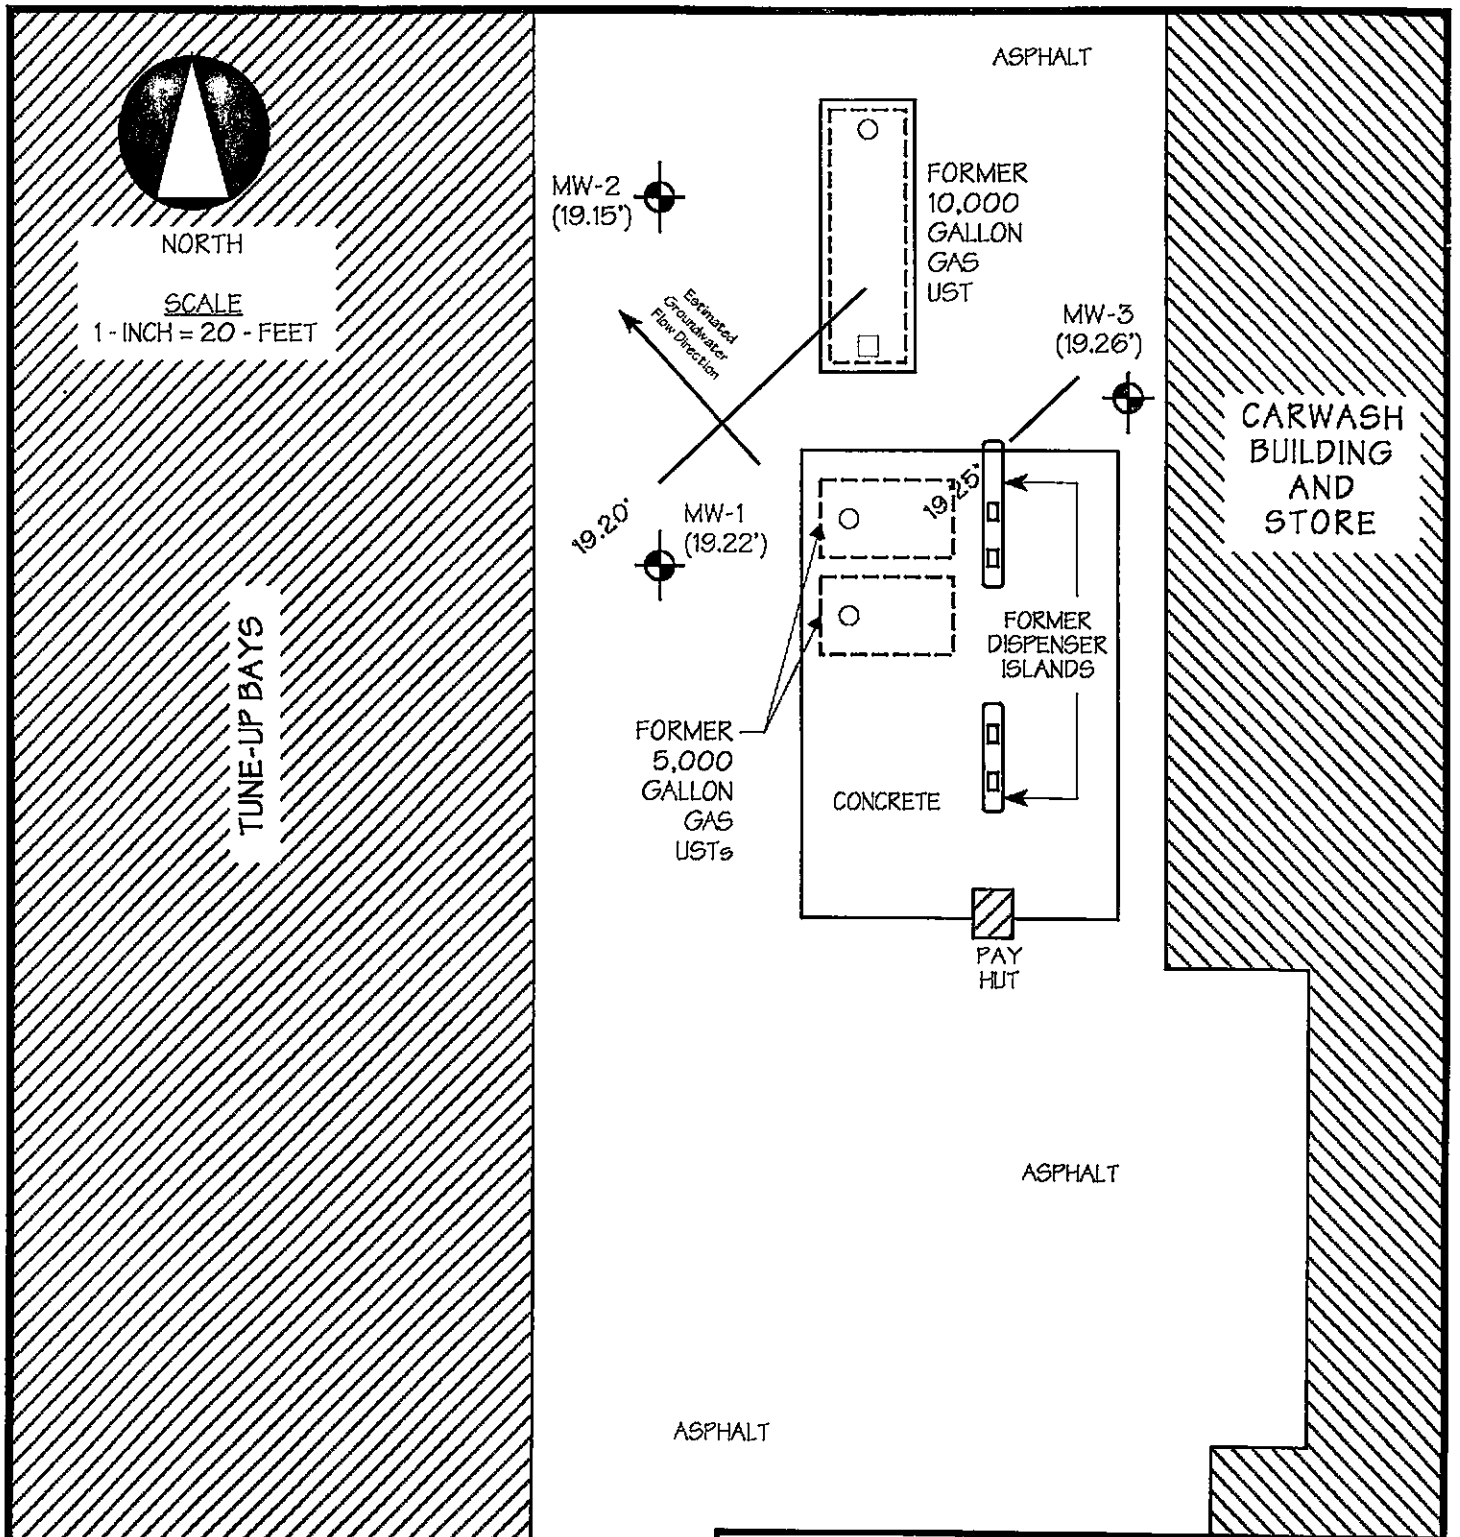 ASPHALT
NORTH
SCALE
1 - INCH = 20 - FEET
MW-2
(19.15')
FORMER
10,000
GALLON
GAS
UST
Estimated
Groundwater
Flow Direction
MW-3
(19.26')
CARWASH
BUILDING
AND
STORE
19.20'
MW-1
(19.22')
19.25'
FORMER
DISPENSER
ISLANDS
TUNE-UP BAYS
FORMER
5,000
GALLON
GAS
USTs
CONCRETE
PAY
HUT
ASPHALT
ASPHALT